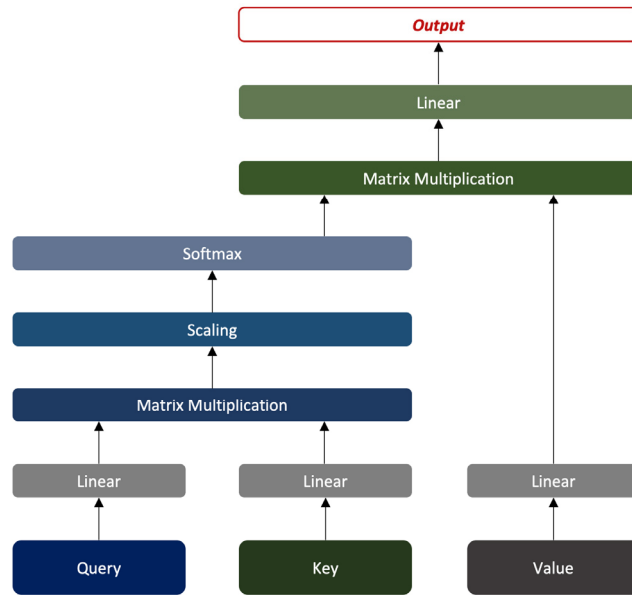 Output
Linear
Matrix Multiplication
Softmax
Scaling
Matrix Multiplication
Linear Linear Linear
Query Key Value